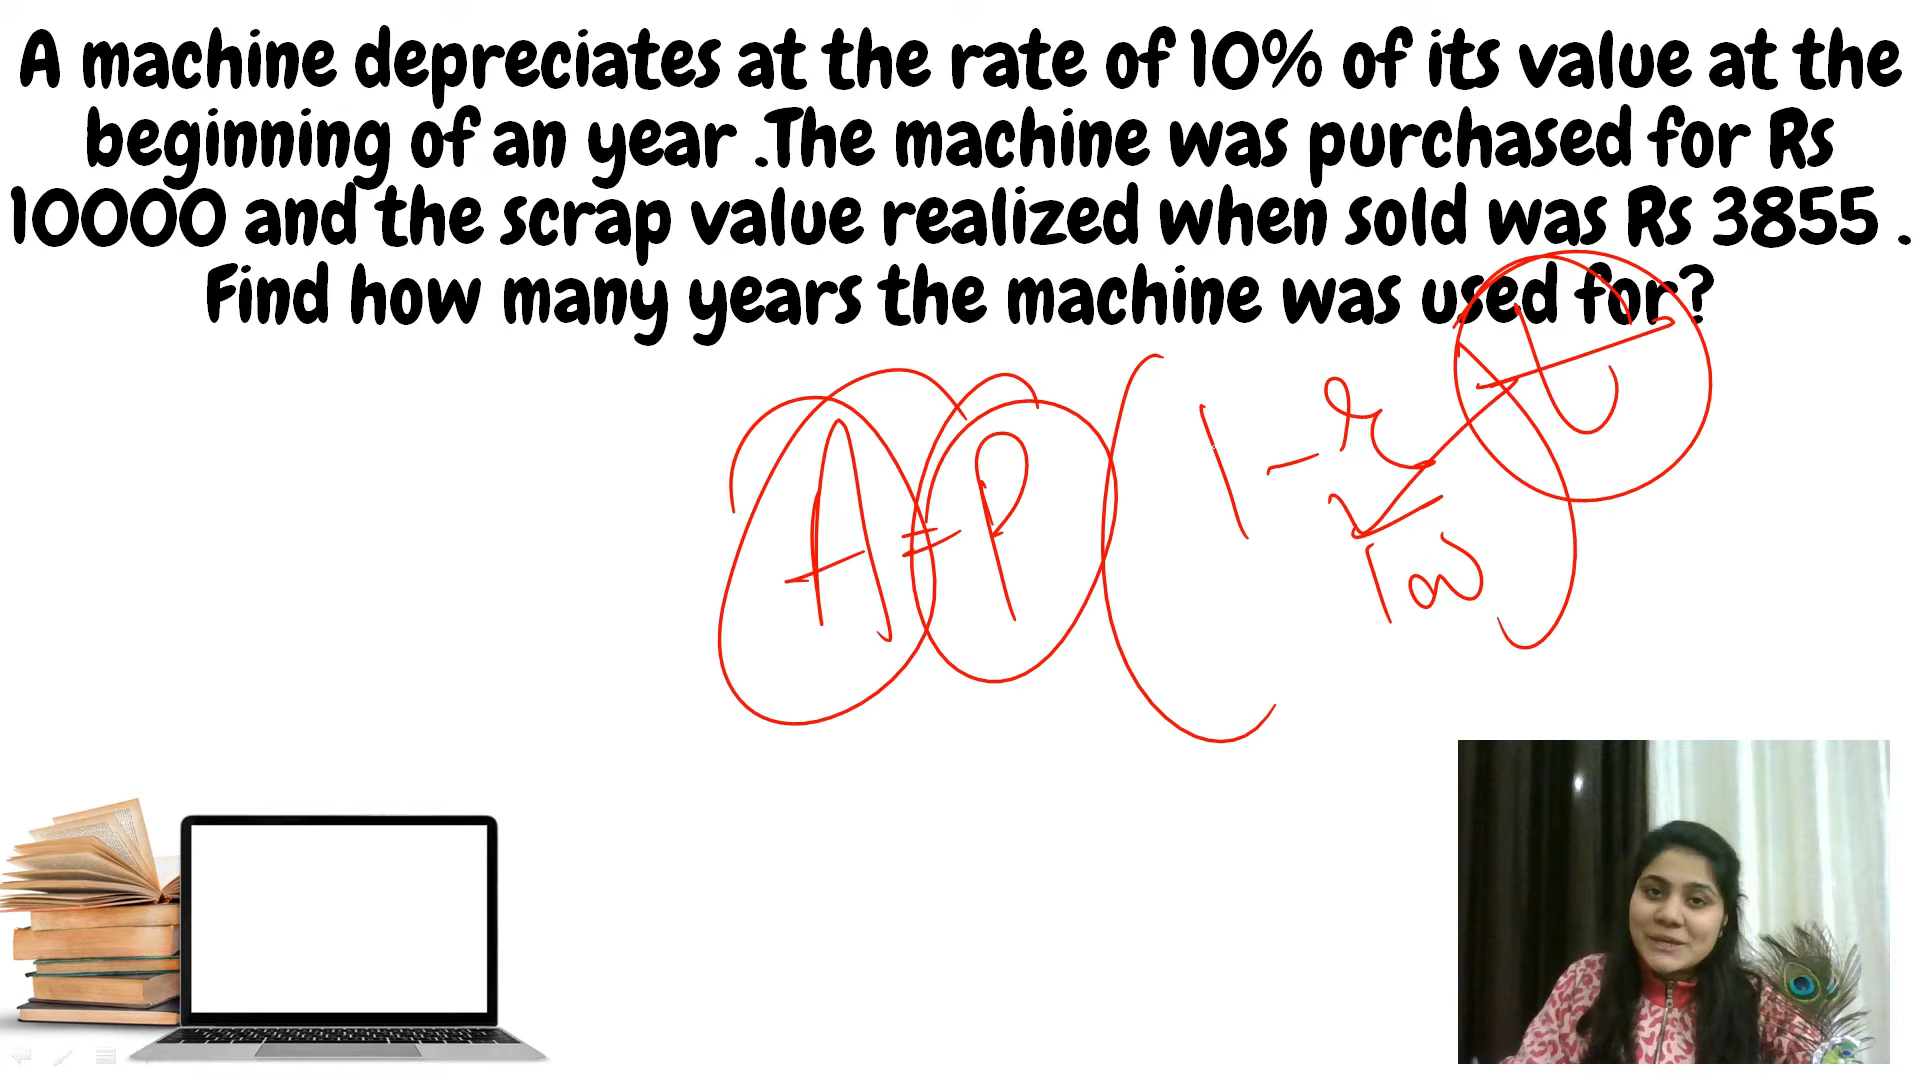 A machine depreciates at the rate of 10% of its value at the
beginning of an year .The machine was purchased for Rs
10000 and the scrap value realized when sold was Rs 3855 .
Find how many years the machine was used for?
A = P ( 1 - r/100 ) t